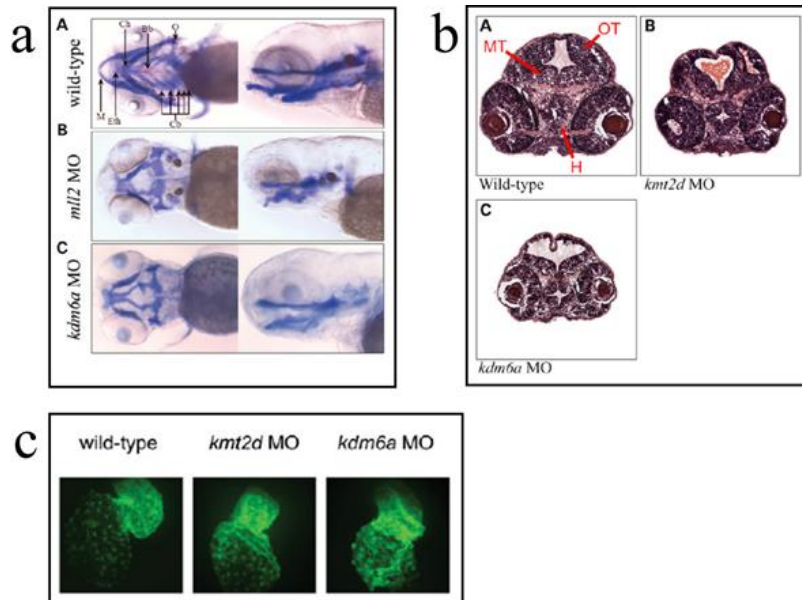 a
A
Ch
Bb
O
wild-type
M
Eth
Cb
B
mll2 MO
C
kdm6a MO
b
A
MT
OT
H
Wild-type
B
kmt2d MO
C
kdm6a MO
c
wild-type
kmt2d MO
kdm6a MO